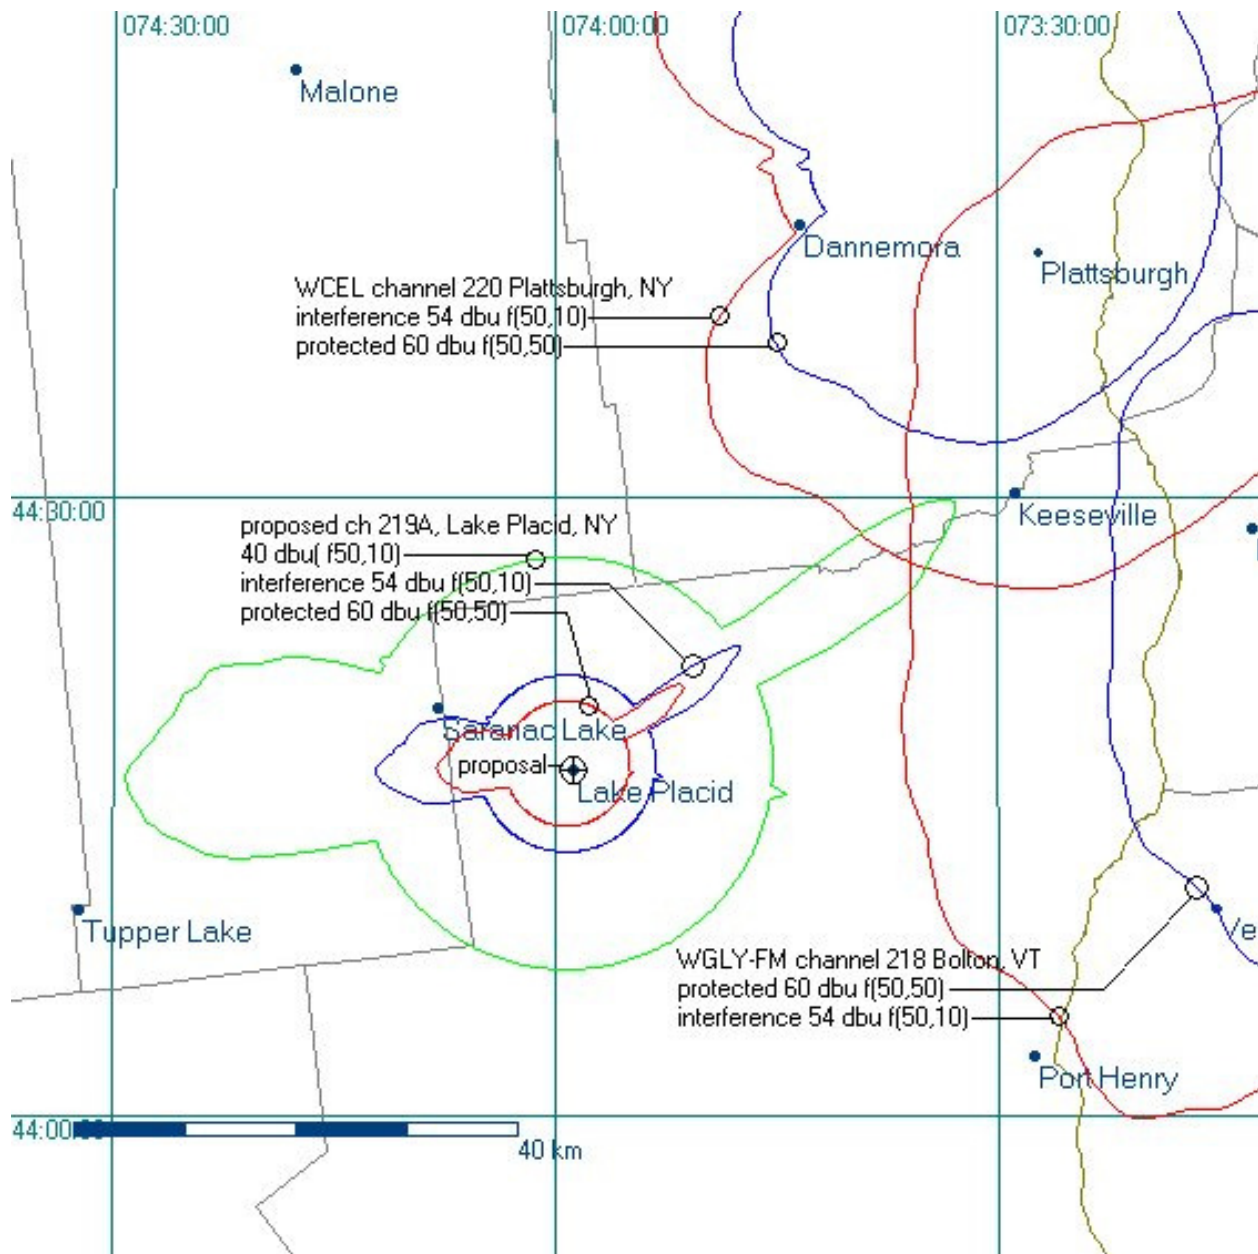 074:30:00
074:00:00
073:30:00
Malone
Dannemora
Plattsburgh
WCEL channel 220 Plattsburgh, NY
interference 54 dbu f(50,10)
protected 60 dbu f(50,50)
44:30:00
Keeseville
proposed ch 219A, Lake Placid, NY
40 dbu( f50,10)
interference 54 dbu f(50,10)
protected 60 dbu f(50,50)
Saranac Lake
proposal
Lake Placid
Tupper Lake
Ve
WGLY-FM channel 218 Bolton, VT
protected 60 dbu f(50,50)
interference 54 dbu f(50,10)
Port Henry
44:00:00
40 km